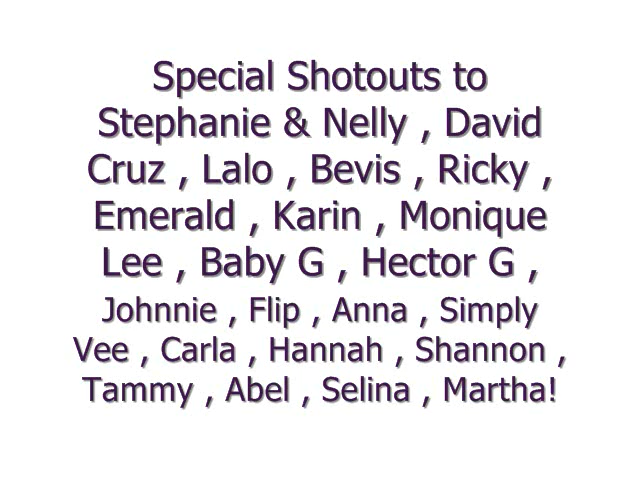 Special Shotouts to
Stephanie & Nelly , David
Cruz , Lalo , Bevis , Ricky ,
Emerald , Karin , Monique
Lee , Baby G , Hector G ,
Johnnie , Flip , Anna , Simply
Vee , Carla , Hannah , Shannon ,
Tammy , Abel , Selina , Martha!